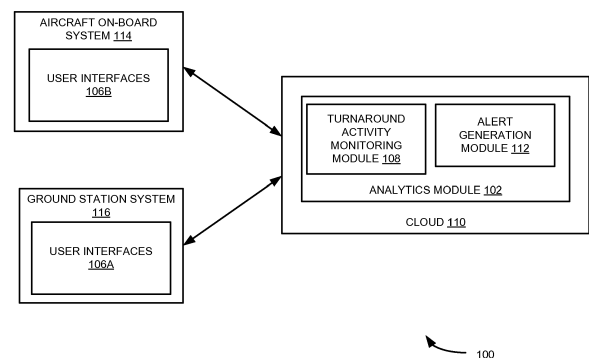 AIRCRAFT ON-BOARD
SYSTEM 114
USER INTERFACES
106B
GROUND STATION SYSTEM
116
USER INTERFACES
106A
TURNAROUND
ACTIVITY
MONITORING
MODULE 108
ALERT
GENERATION
MODULE 112
ANALYTICS MODULE 102
CLOUD 110
100